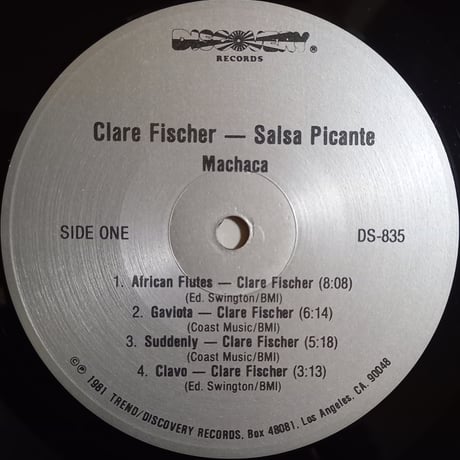 DISCOVERY®
RECORDS
Clare Fischer — Salsa Picante
Machaca
SIDE ONE
DS-835
1. African Flutes — Clare Fischer (8:08)
(Ed. Swington/BMI)
2. Gaviota — Clare Fischer (6:14)
(Coast Music/BMI)
3. Suddenly — Clare Fischer (5:18)
(Coast Music/BMI)
4. Clavo — Clare Fischer (3:13)
(Ed. Swington/BMI)
©℗ 1981 TREND/DISCOVERY RECORDS, Box 48081, Los Angeles, CA. 90048